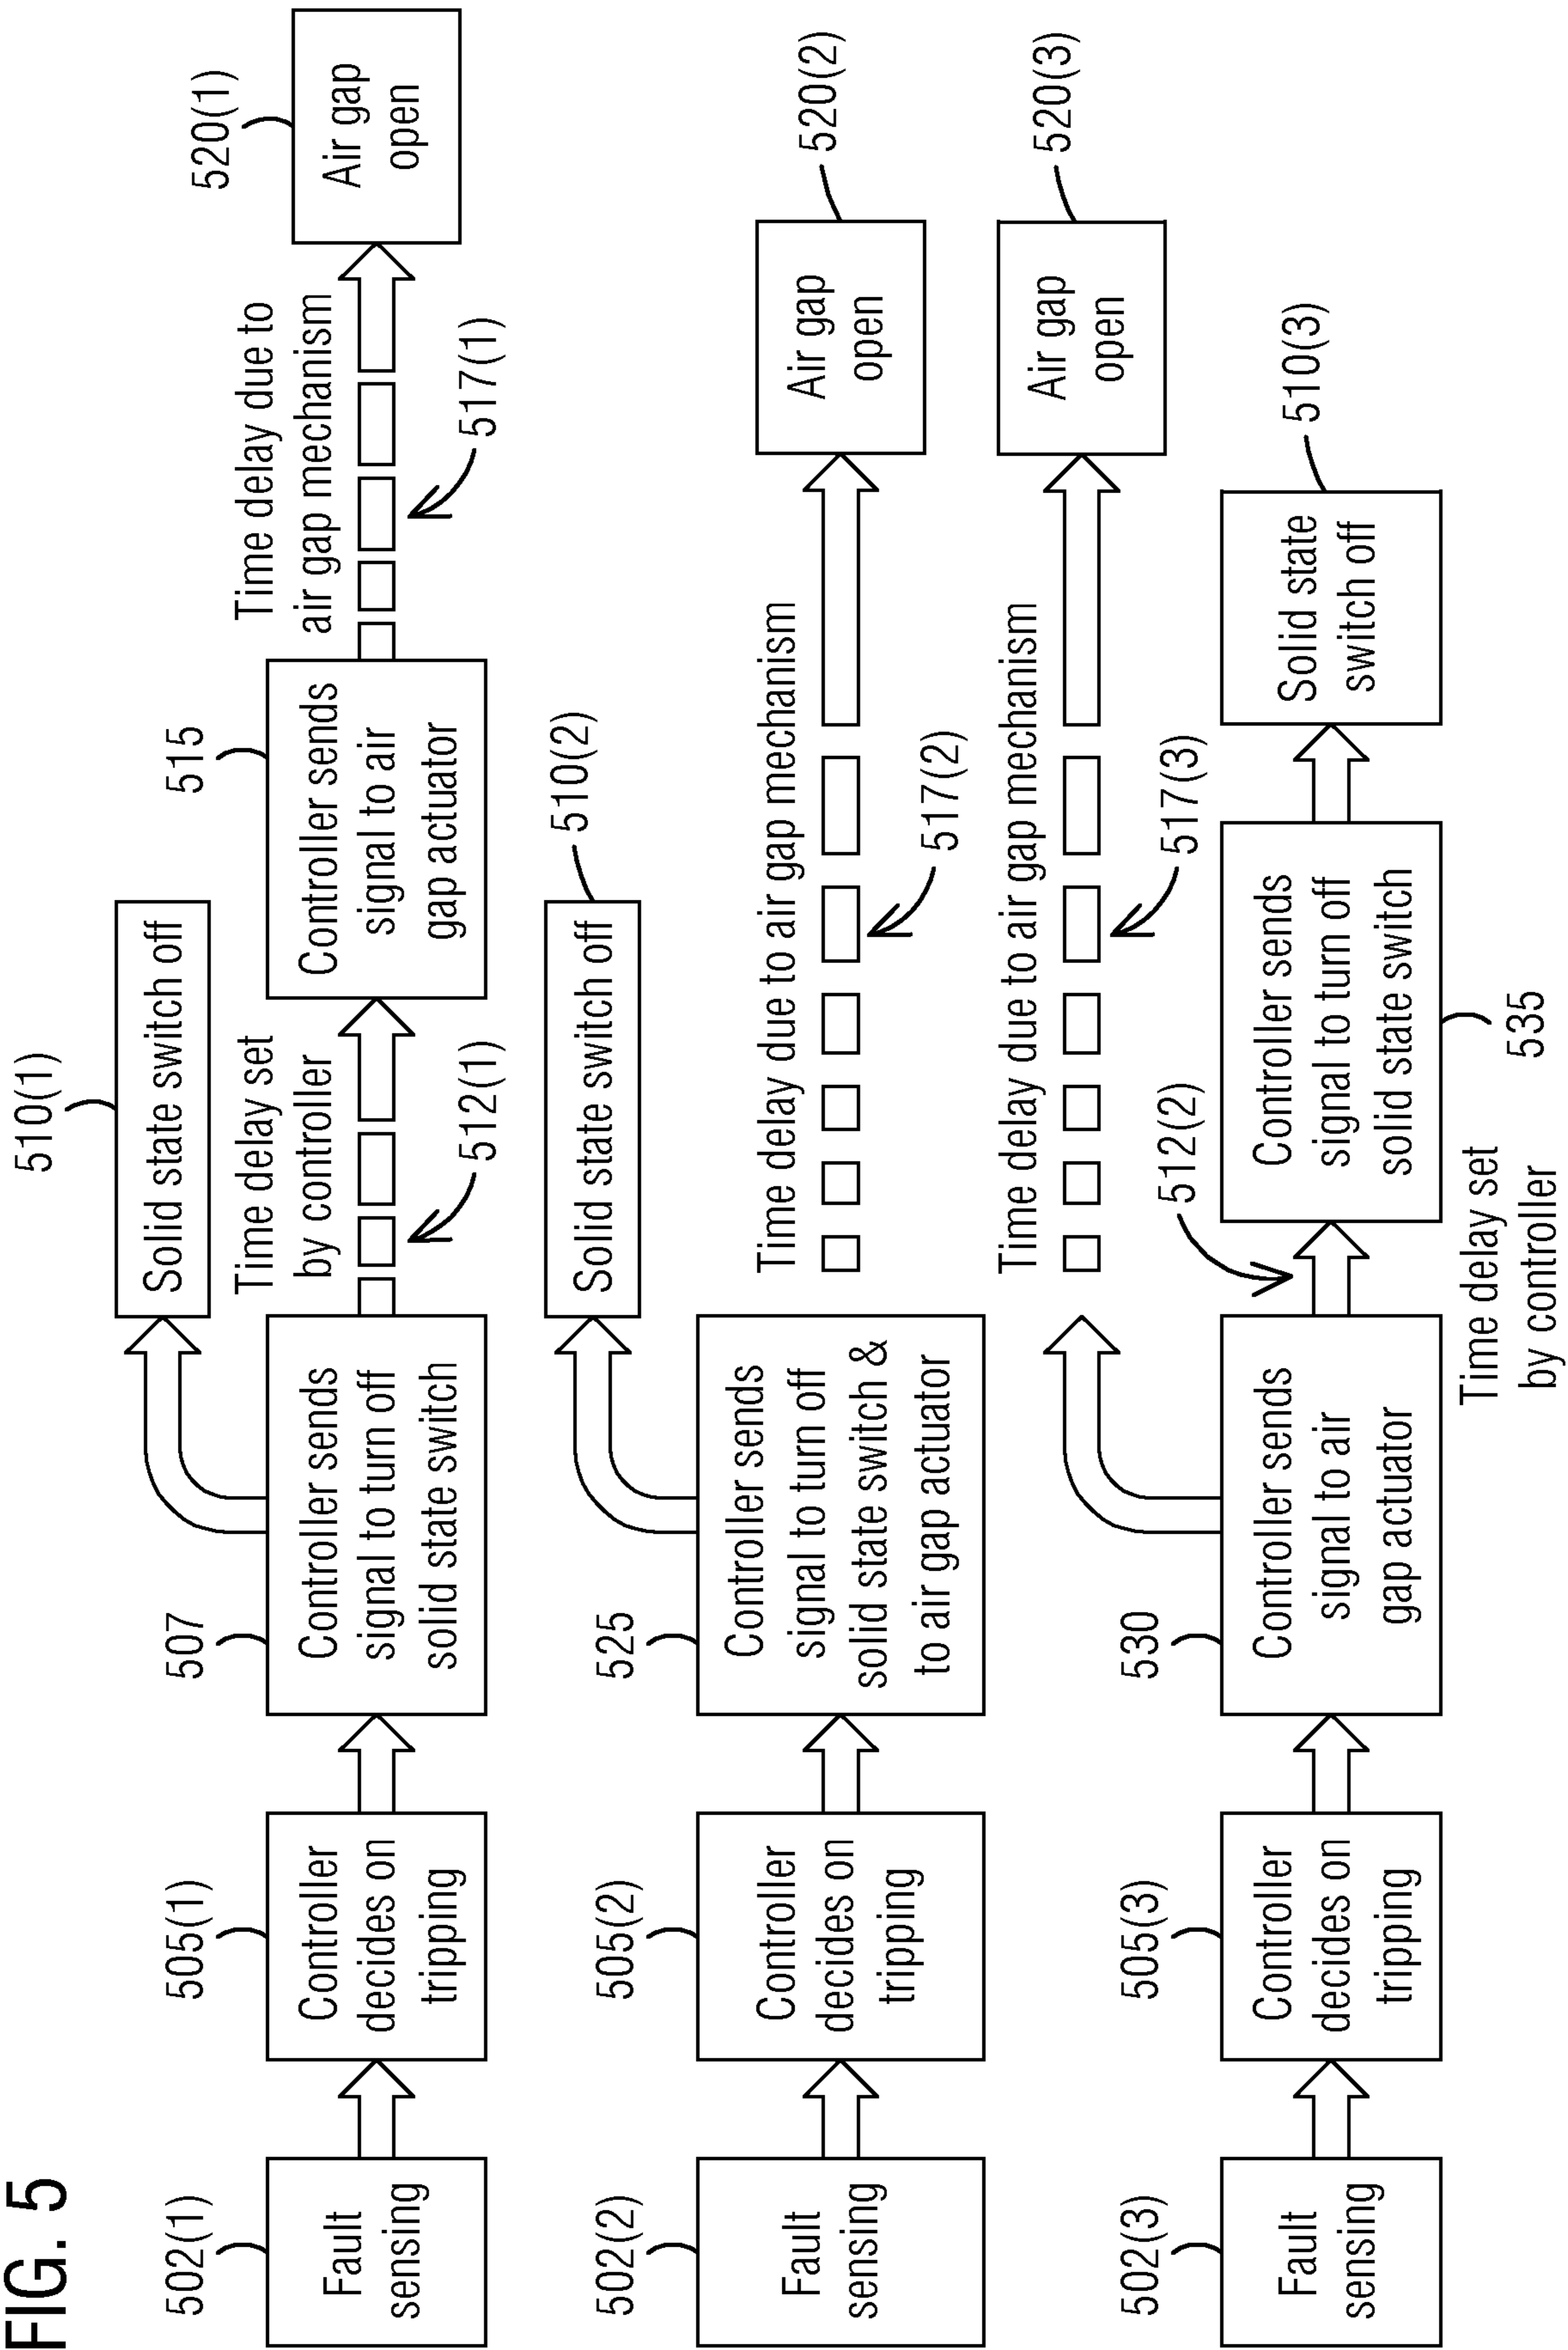 FIG. 5
510(1)
Solid state switch off
502(1)
Fault
sensing
505(1)
Controller
decides on
tripping
507
Controller sends
signal to turn off
solid state switch
Time delay set
by controller
512(1)
515
Controller sends
signal to air
gap actuator
Time delay due to
air gap mechanism
517(1)
520(1)
Air gap
open
510(2)
Solid state switch off
502(2)
Fault
sensing
505(2)
Controller
decides on
tripping
525
Controller sends
signal to turn off
solid state switch &
to air gap actuator
Time delay due to air gap mechanism
517(2)
520(2)
Air gap
open
Time delay due to air gap mechanism
517(3)
520(3)
Air gap
open
502(3)
Fault
sensing
505(3)
Controller
decides on
tripping
530
Controller sends
signal to air
gap actuator
512(2)
Time delay set
by controller
Controller sends
signal to turn off
solid state switch
535
510(3)
Solid state
switch off